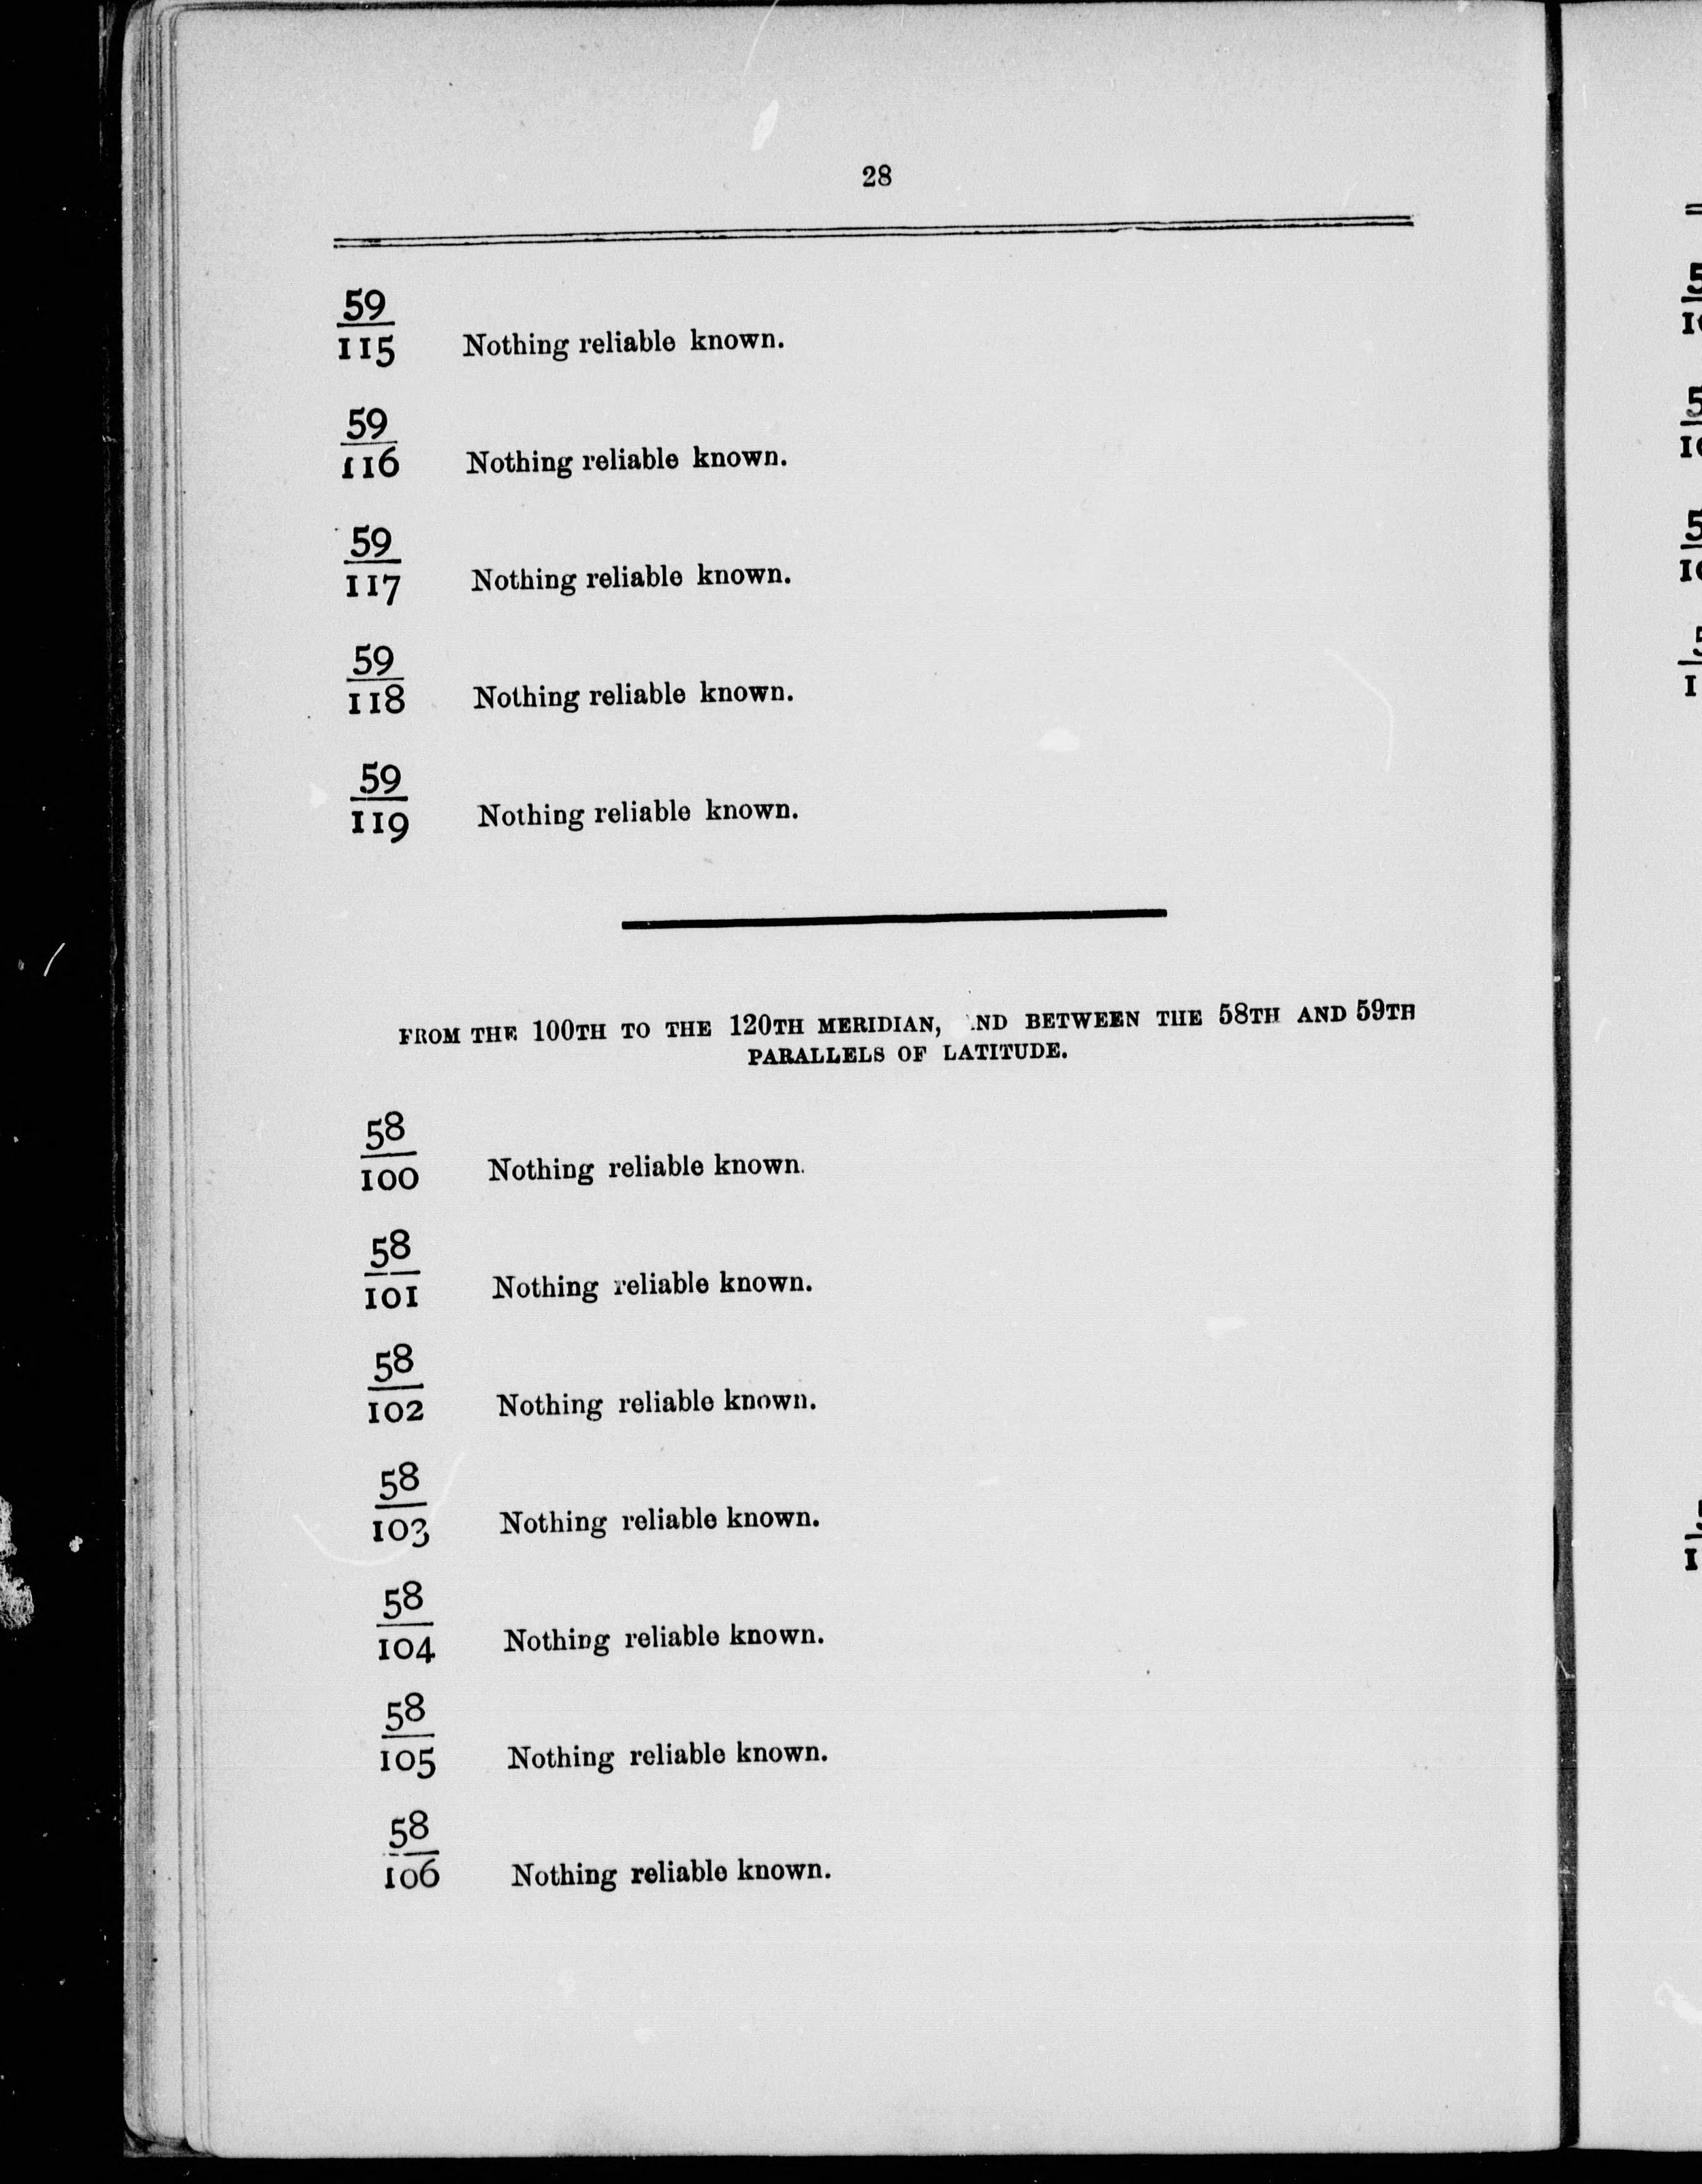 28
59
115 Nothing reliable known.
59
116 Nothing reliable known.
59
117 Nothing reliable known.
59
118 Nothing reliable known.
59
119 Nothing reliable known.
FROM THE 100TH TO THE 120TH MERIDIAN, ND BETWEEN THE 58TH AND 59TH
PARALLELS OF LATITUDE.
58
100 Nothing reliable known.
58
101 Nothing reliable known.
58
102 Nothing reliable known.
58
103 Nothing reliable known.
58
104 Nothing reliable known.
58
105 Nothing reliable known.
58
106 Nothing reliable known.